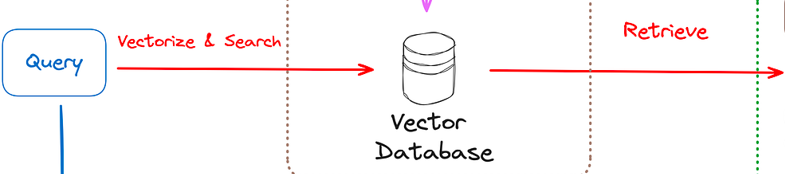 Vectorize & Search
Retrieve
Query
Vector
Database